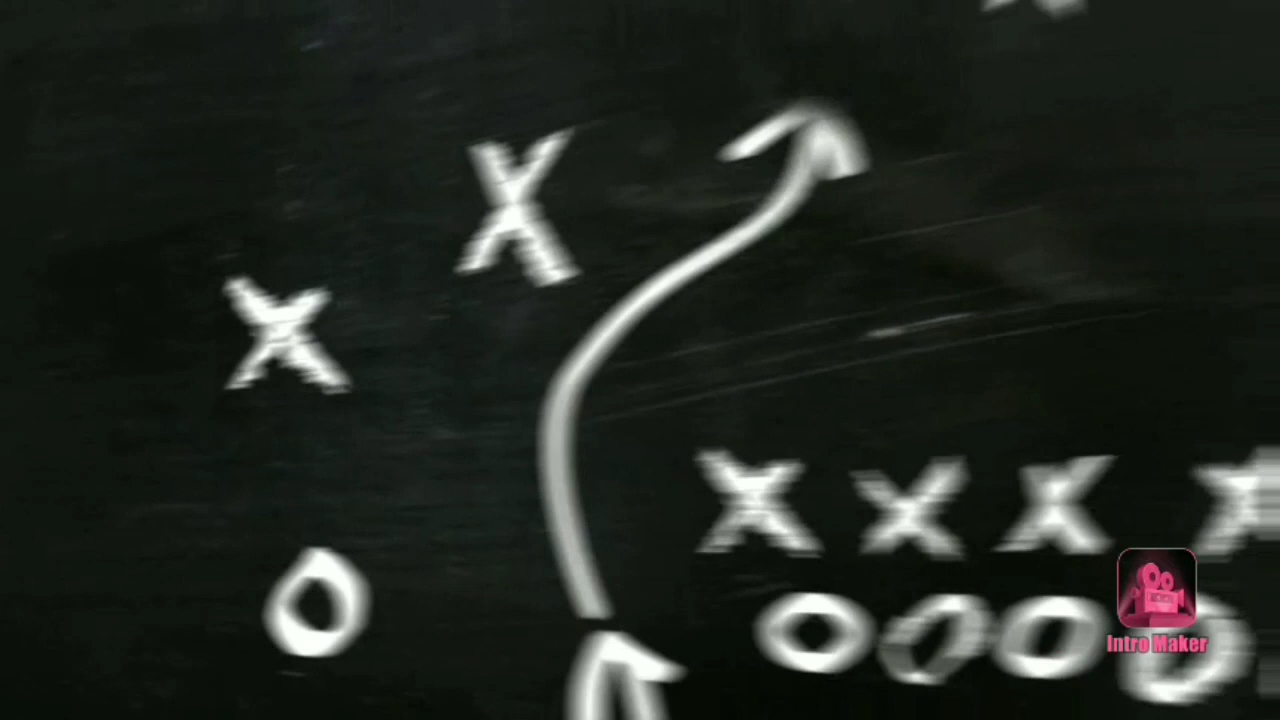 X
X
X X X X
O O O O O
Intro Maker